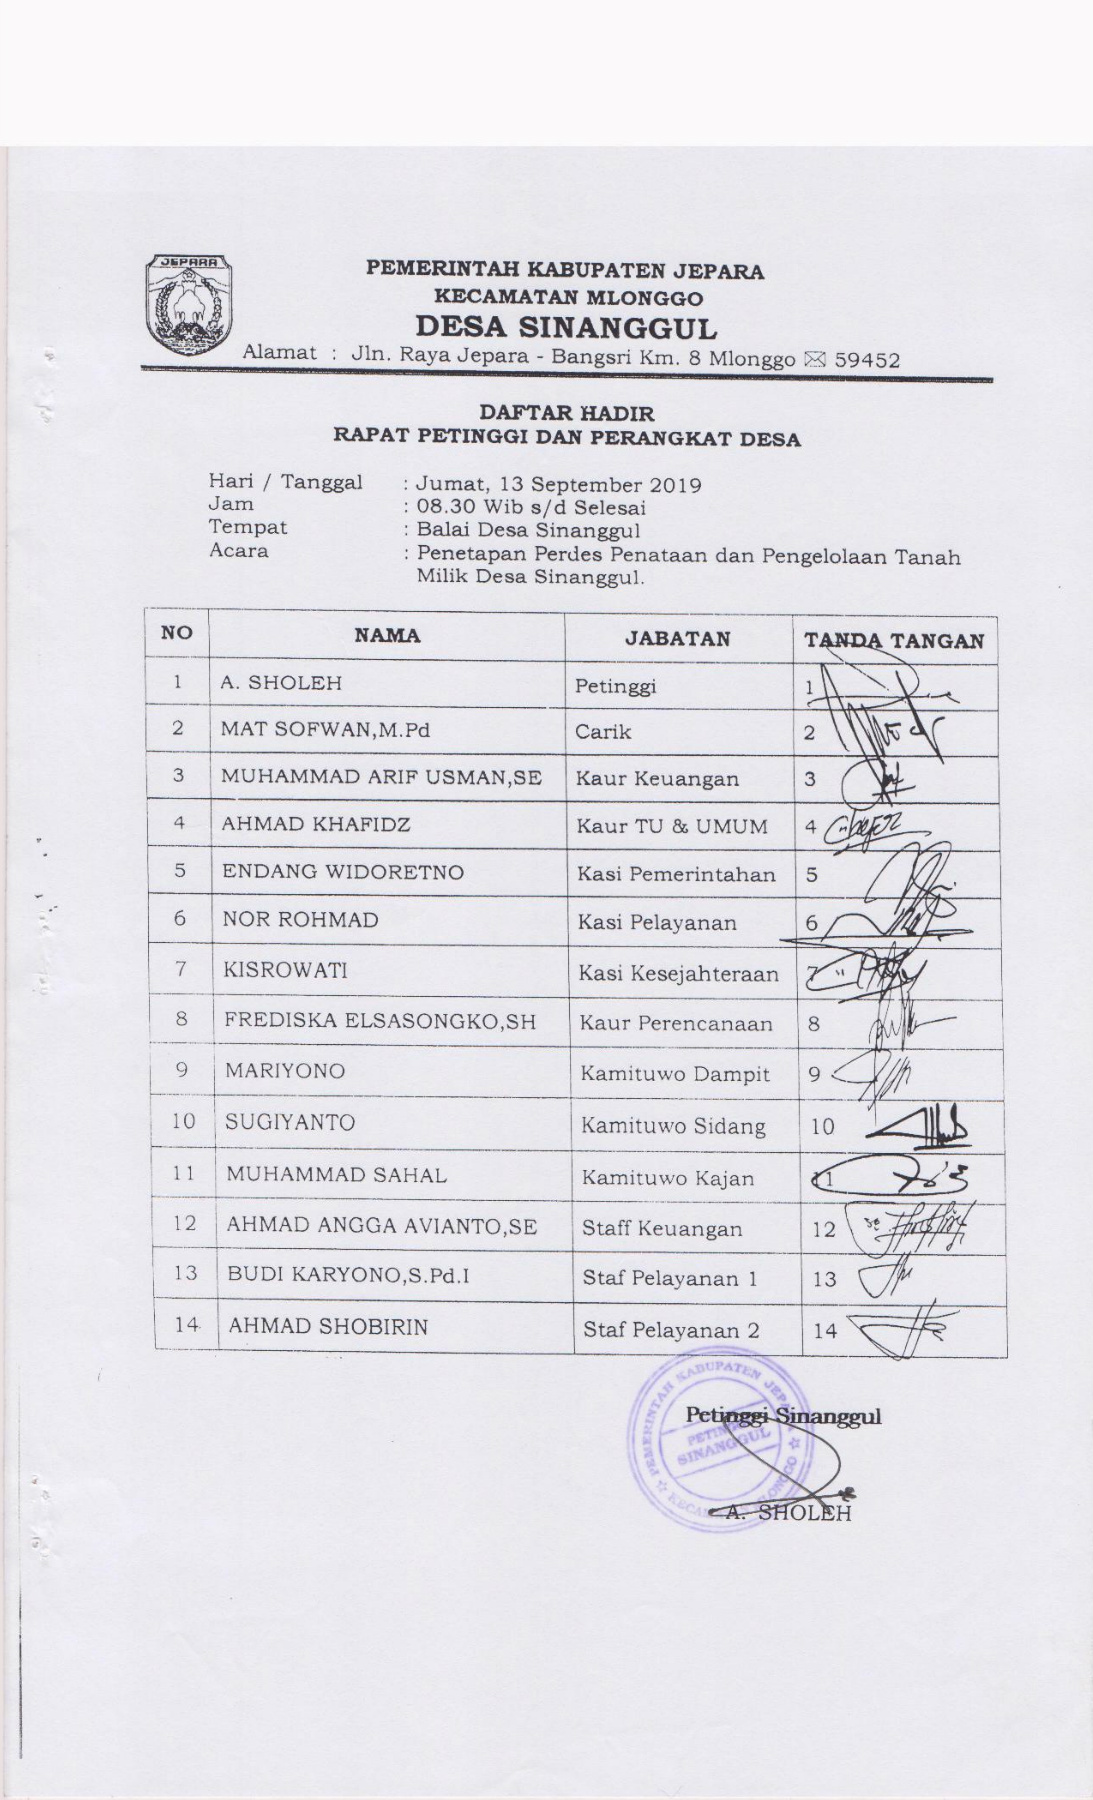 JEPARA
PEMERINTAH KABUPATEN JEPARA
KECAMATAN MLONGGO
DESA SINANGGUL
Alamat : Jln. Raya Jepara - Bangsri Km. 8 Mlonggo ✉ 59452
DAFTAR HADIR
RAPAT PETINGGI DAN PERANGKAT DESA
Hari / Tanggal : Jumat, 13 September 2019
Jam : 08.30 Wib s/d Selesai
Tempat : Balai Desa Sinanggul
Acara : Penetapan Perdes Penataan dan Pengelolaan Tanah
Milik Desa Sinanggul.
NO NAMA JABATAN TANDA TANGAN
1 A. SHOLEH Petinggi 1
2 MAT SOFWAN,M.Pd Carik 2
3 MUHAMMAD ARIF USMAN,SE Kaur Keuangan 3
4 AHMAD KHAFIDZ Kaur TU & UMUM 4
5 ENDANG WIDORETNO Kasi Pemerintahan 5
6 NOR ROHMAD Kasi Pelayanan 6
7 KISROWATI Kasi Kesejahteraan 7
8 FREDISKA ELSASONGKO,SH Kaur Perencanaan 8
9 MARIYONO Kamituwo Dampit 9
10 SUGIYANTO Kamituwo Sidang 10
11 MUHAMMAD SAHAL Kamituwo Kajan 11
12 AHMAD ANGGA AVIANTO,SE Staff Keuangan 12
13 BUDI KARYONO,S.Pd.I Staf Pelayanan 1 13
14 AHMAD SHOBIRIN Staf Pelayanan 2 14
PEMERINTAH KABUPATEN JEPARA
Petinggi Sinanggul
PETINGGI
SINANGGUL
KECAMATAN MLONGGO
A. SHOLEH